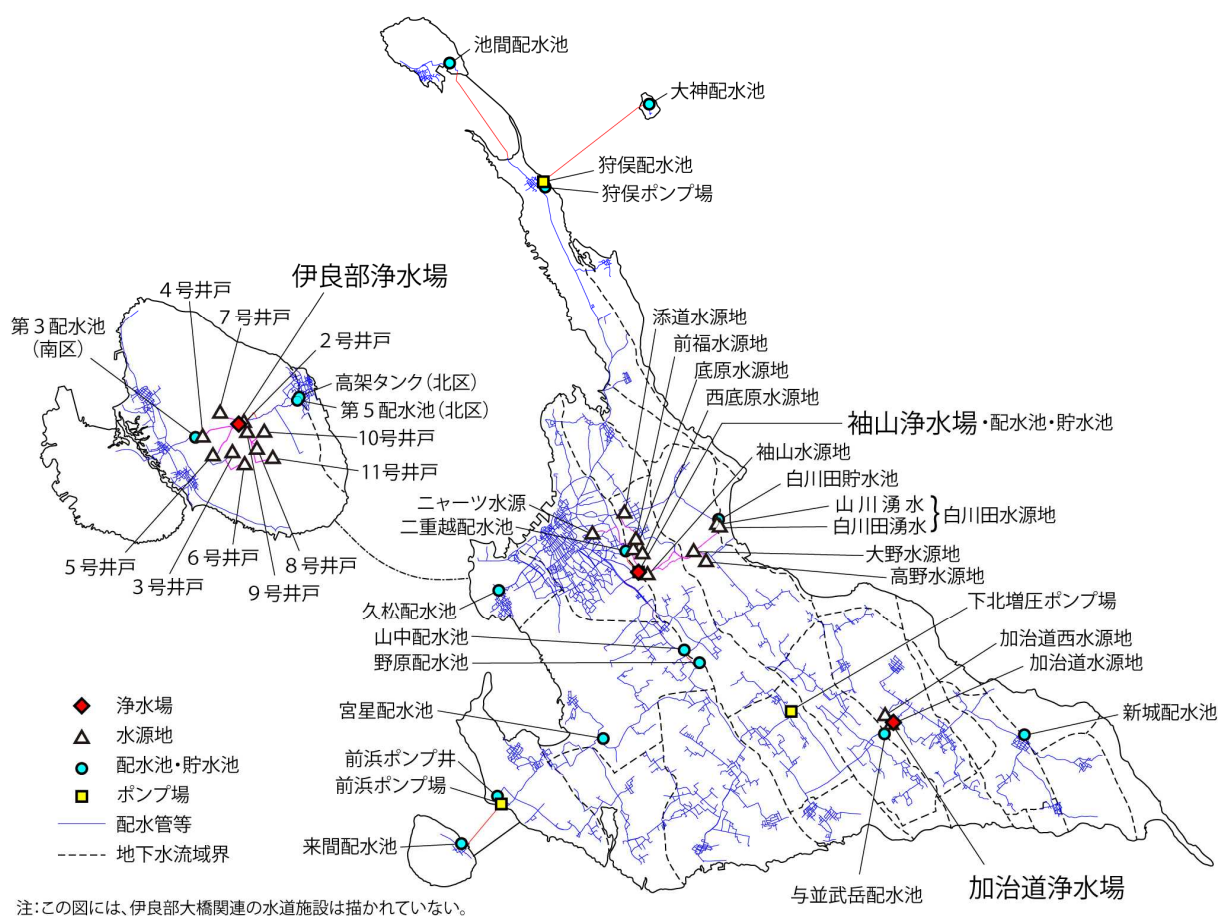 池間配水池
大神配水池
狩俣配水池
狩俣ポンプ場
伊良部浄水場
4号井戸
7号井戸
第3配水池
(南区)
2号井戸
高架タンク(北区)
第5配水池(北区)
10号井戸
11号井戸
5号井戸
6号井戸
3号井戸
8号井戸
9号井戸
添道水源地
前福水源地
底原水源地
西底原水源地
袖山浄水場・配水池・貯水池
袖山水源地
白川田貯水池
山川湧水
白川田湧水
白川田水源地
ニャーツ水源
二重越配水池
大野水源地
高野水源地
久松配水池
下北増圧ポンプ場
山中配水池
野原配水池
加治道西水源地
加治道水源地
宮星配水池
新城配水池
前浜ポンプ井
前浜ポンプ場
来間配水池
与並武岳配水池
加治道浄水場
浄水場
水源地
配水池・貯水池
ポンプ場
配水管等
地下水流域界
注:この図には、伊良部大橋関連の水道施設は描かれていない。